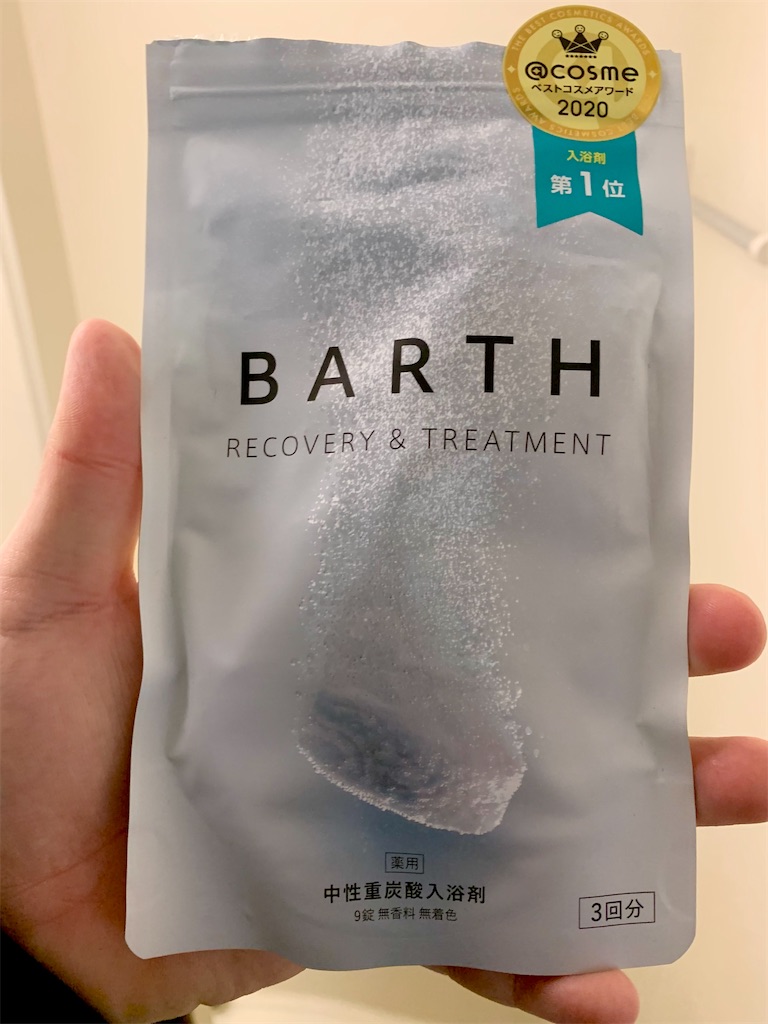 THE BEST COSMETICS AWARDS
@cosme
ベストコスメアワード
2020
入浴剤
第1位
BARTH
RECOVERY & TREATMENT
薬用
中性重炭酸入浴剤
9錠 無香料 無着色
3回分